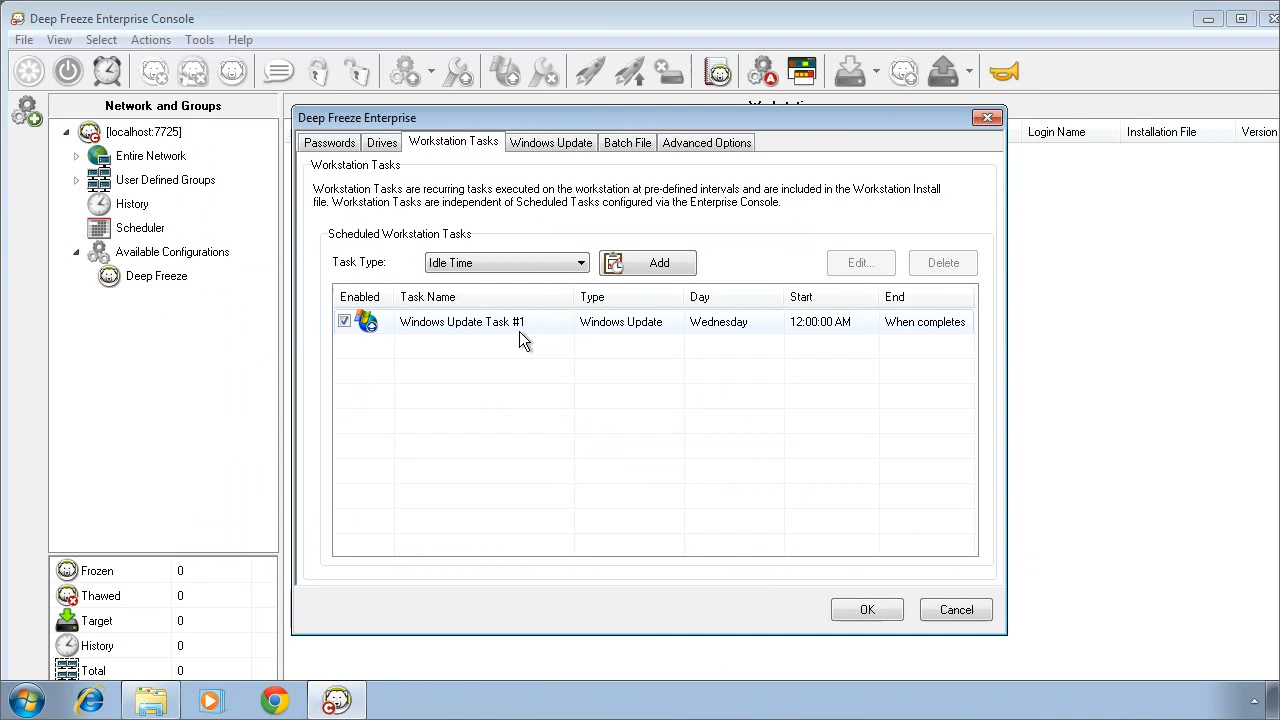 Deep Freeze Enterprise Console
File View Select Actions Tools Help
Network and Groups
[localhost:7725]
Entire Network
User Defined Groups
History
Scheduler
Available Configurations
Deep Freeze
Login Name Installation File Version
Deep Freeze Enterprise
Passwords Drives Workstation Tasks Windows Update Batch File Advanced Options
Workstation Tasks
Workstation Tasks are recurring tasks executed on the workstation at pre-defined intervals and are included in the Workstation Install
file. Workstation Tasks are independent of Scheduled Tasks configured via the Enterprise Console.
Scheduled Workstation Tasks
Task Type: Idle Time Add Edit... Delete
Enabled Task Name Type Day Start End
Windows Update Task #1 Windows Update Wednesday 12:00:00 AM When completes
OK Cancel
Frozen 0
Thawed 0
Target 0
History 0
Total 0